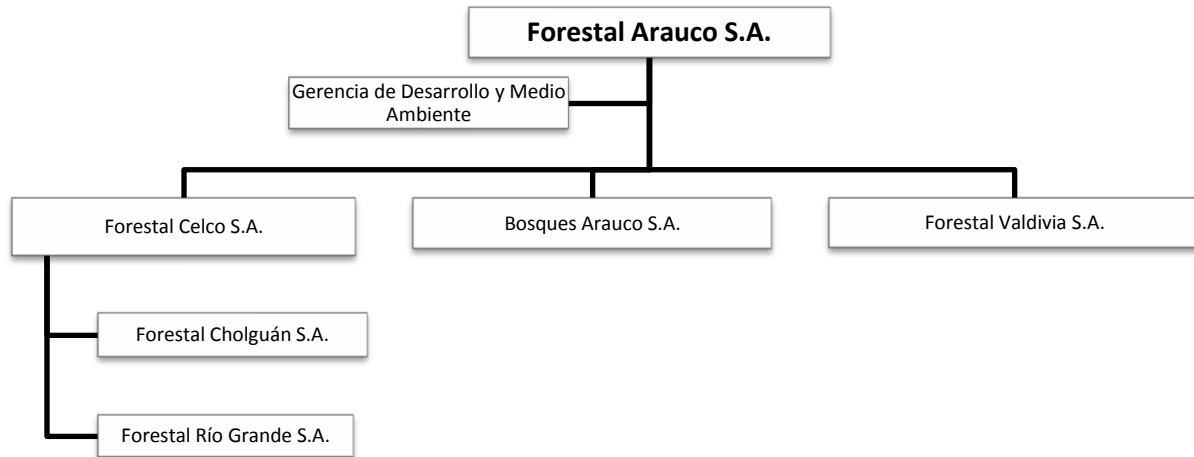 Forestal Arauco S.A.
Gerencia de Desarrollo y Medio
Ambiente
Forestal Celco S.A.
Bosques Arauco S.A.
Forestal Valdivia S.A.
Forestal Cholguán S.A.
Forestal Río Grande S.A.